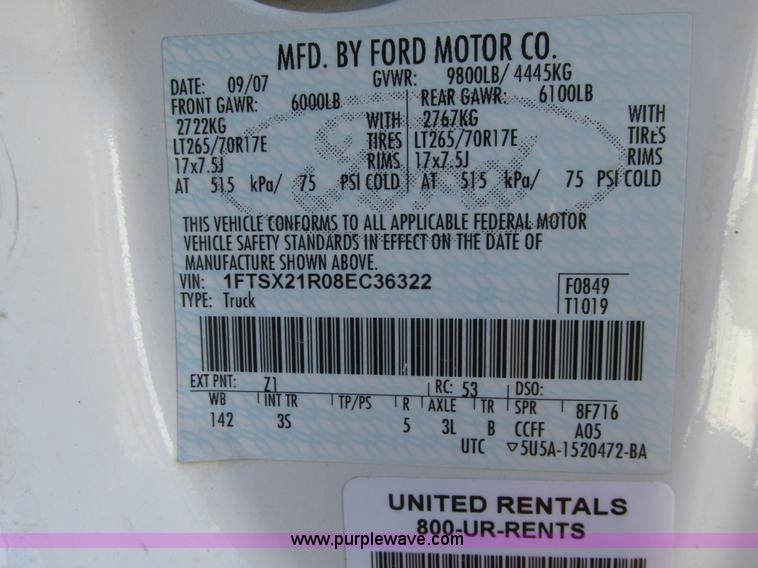 MFD. BY FORD MOTOR CO.
DATE: 09/07 GVWR: 9800LB/ 4445KG
FRONT GAWR: 6000LB REAR GAWR: 6100LB
2722KG WITH 2767KG WITH
LT265/70R17E TIRES LT265/70R17E TIRES
17x7.5J RIMS 17x7.5J RIMS
AT 515 kPa/ 75 PSI COLD AT 515 kPa/ 75 PSI COLD
THIS VEHICLE CONFORMS TO ALL APPLICABLE FEDERAL MOTOR
VEHICLE SAFETY STANDARDS IN EFFECT ON THE DATE OF
MANUFACTURE SHOWN ABOVE.
VIN: 1FTSX21R08EC36322 F0849
TYPE: Truck T1019
EXT PNT: Z1 RC: 53 DSO:
WB INT TR TP/PS R AXLE TR SPR 8F716
142 3S 5 3L B CCFF A05
UTC ▽5U5A-1520472-BA
UNITED RENTALS
800-UR-RENTS
www.purplewave.com